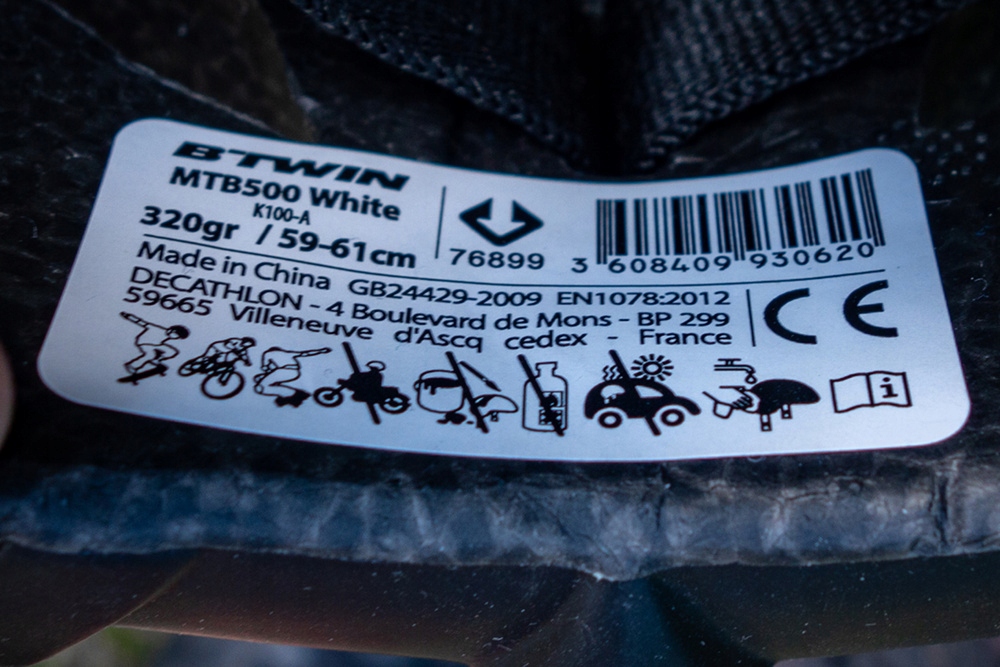 BTWIN
MTB500 White
K100-A
320gr / 59-61cm
76899
3 608409 930620
Made in China GB24429-2009 EN1078:2012
DECATHLON - 4 Boulevard de Mons - BP 299
59665 Villeneuve d'Ascq cedex - France
CE
i